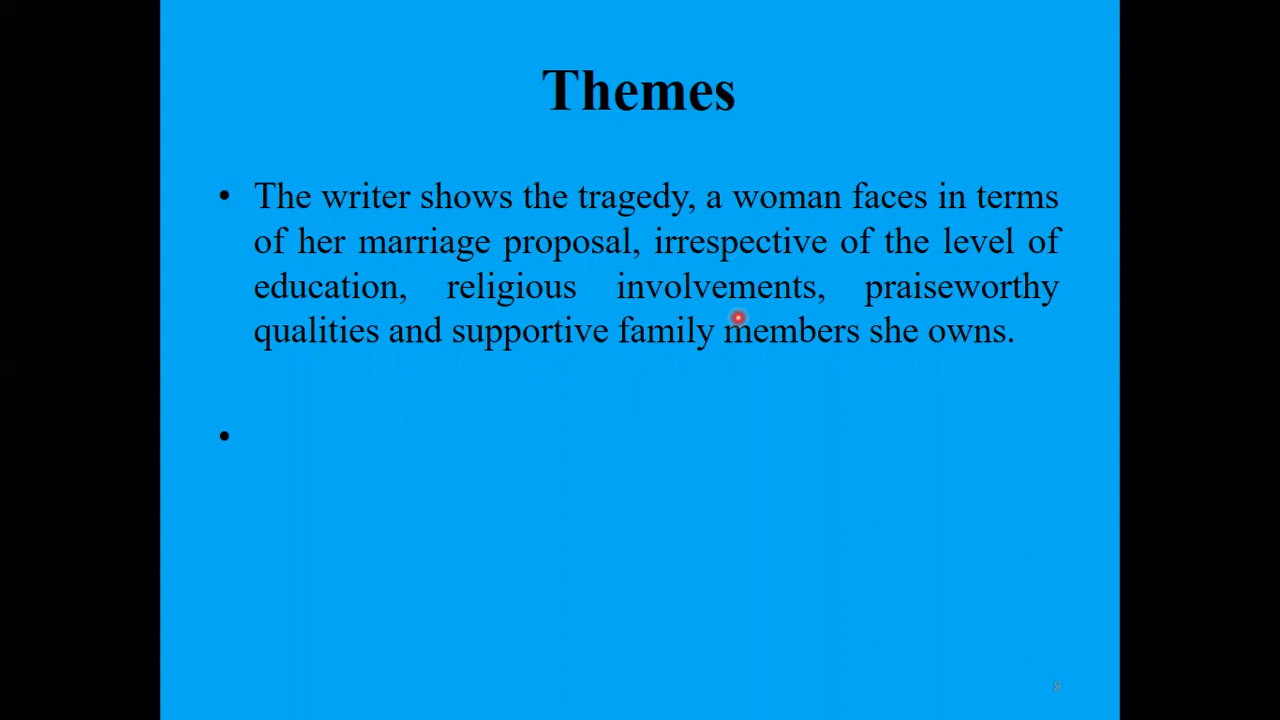 Themes
• The writer shows the tragedy, a woman faces in terms
of her marriage proposal, irrespective of the level of
education, religious involvements, praiseworthy
qualities and supportive family members she owns.
•
8